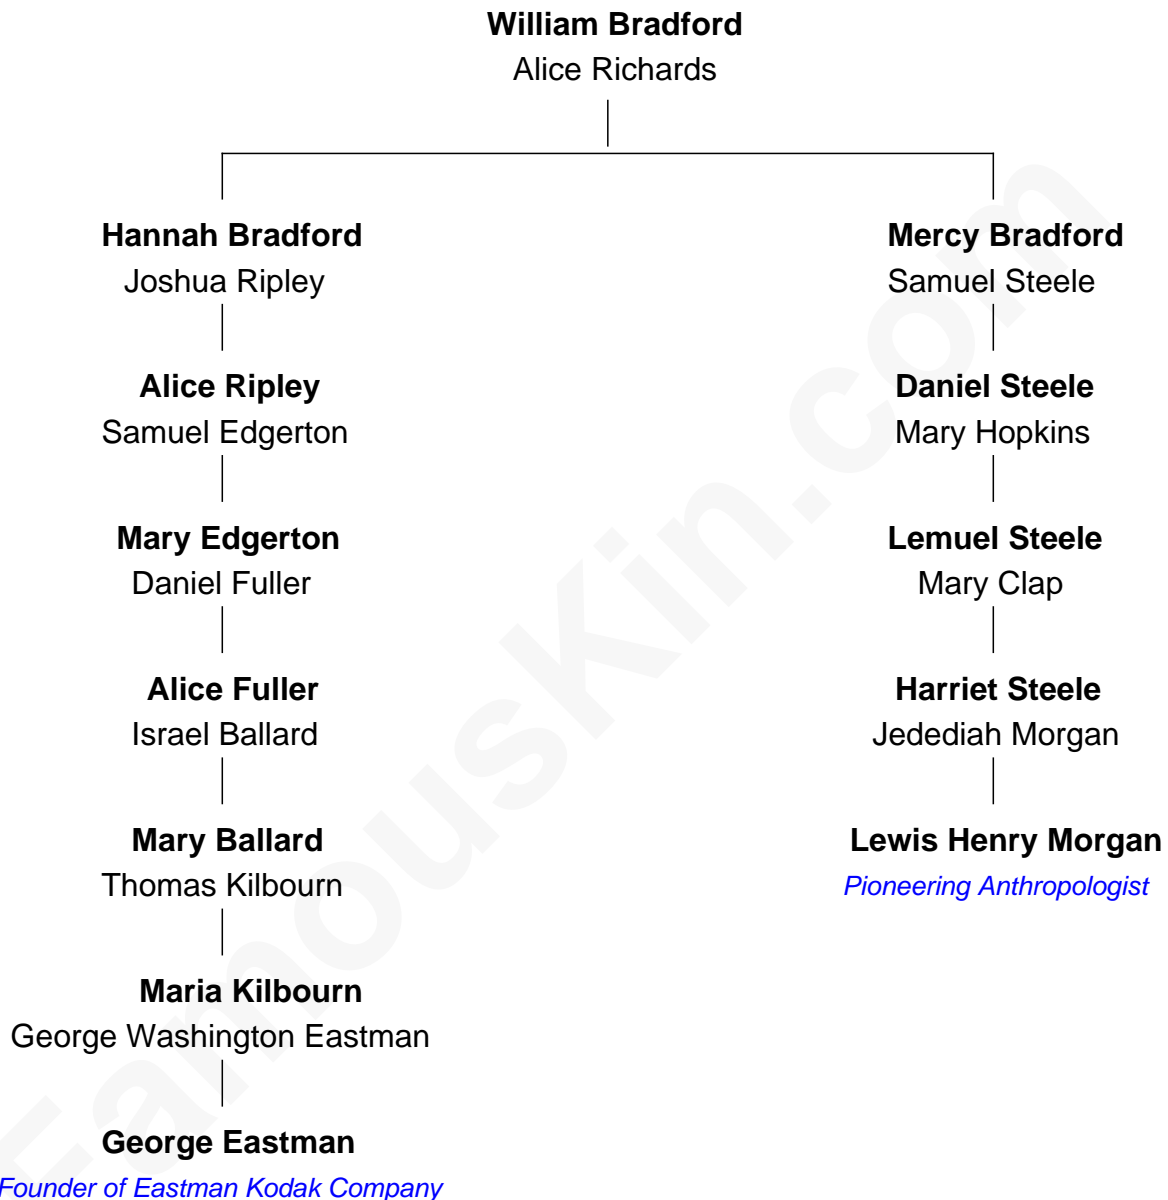 William Bradford
Alice Richards
Hannah Bradford
Joshua Ripley
Mercy Bradford
Samuel Steele
Alice Ripley
Samuel Edgerton
Daniel Steele
Mary Hopkins
Mary Edgerton
Daniel Fuller
Lemuel Steele
Mary Clap
Alice Fuller
Israel Ballard
Harriet Steele
Jedediah Morgan
Mary Ballard
Thomas Kilbourn
Lewis Henry Morgan
Pioneering Anthropologist
Maria Kilbourn
George Washington Eastman
George Eastman
Founder of Eastman Kodak Company
FamousKin.com